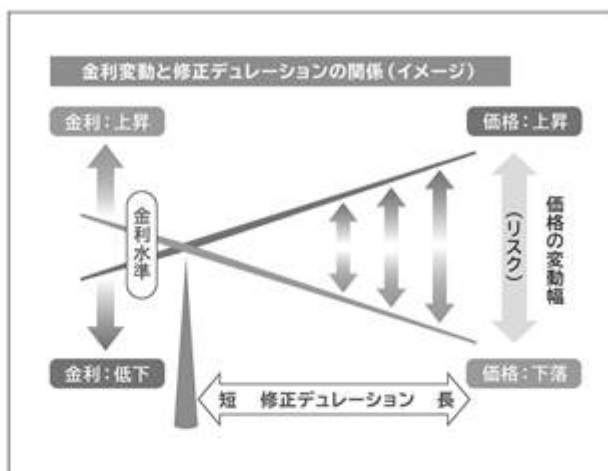 金利変動と修正デュレーションの関係（イメージ）
金利：上昇
価格：上昇
金利水準
価格の変動幅
（リスク）
金利：低下
価格：下落
短 修正デュレーション 長